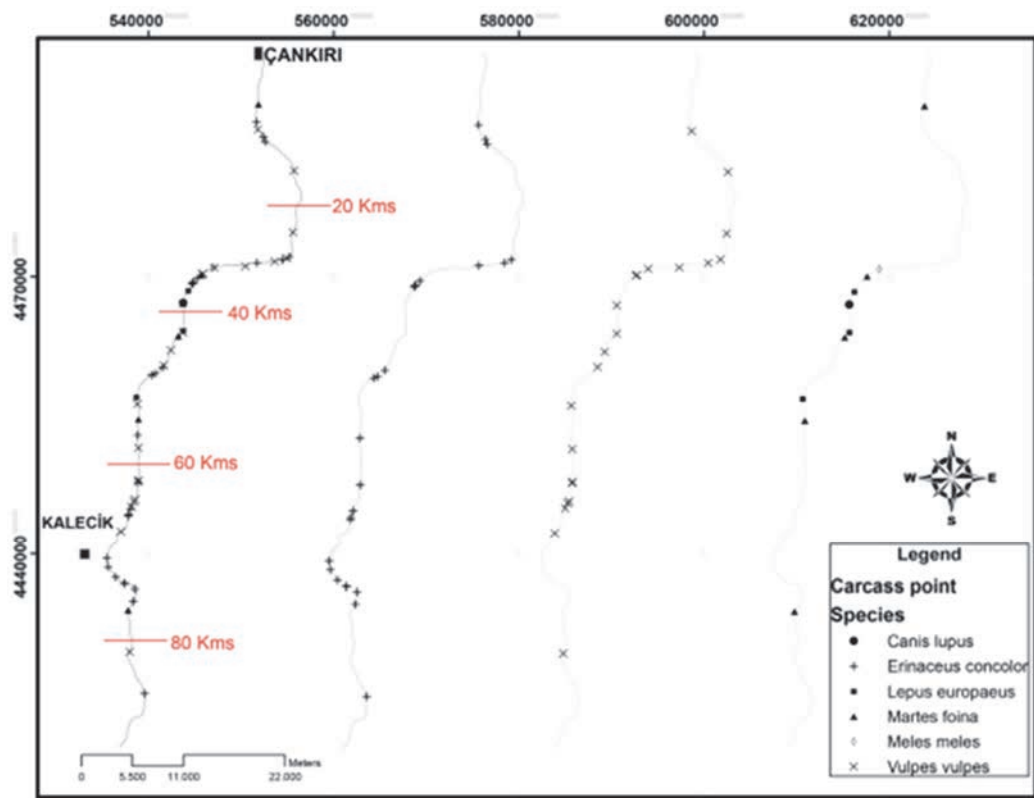 540000 560000 580000 600000 620000
ÇANKIRI
20 Kms
4470000
40 Kms
60 Kms
KALECİK
4440000
80 Kms
N
W E
S
Legend
Carcass point
Species
Canis lupus
Erinaceus concolor
Lepus europaeus
Martes foina
Meles meles
Vulpes vulpes
Meters
0 5.500 11.000 22.000